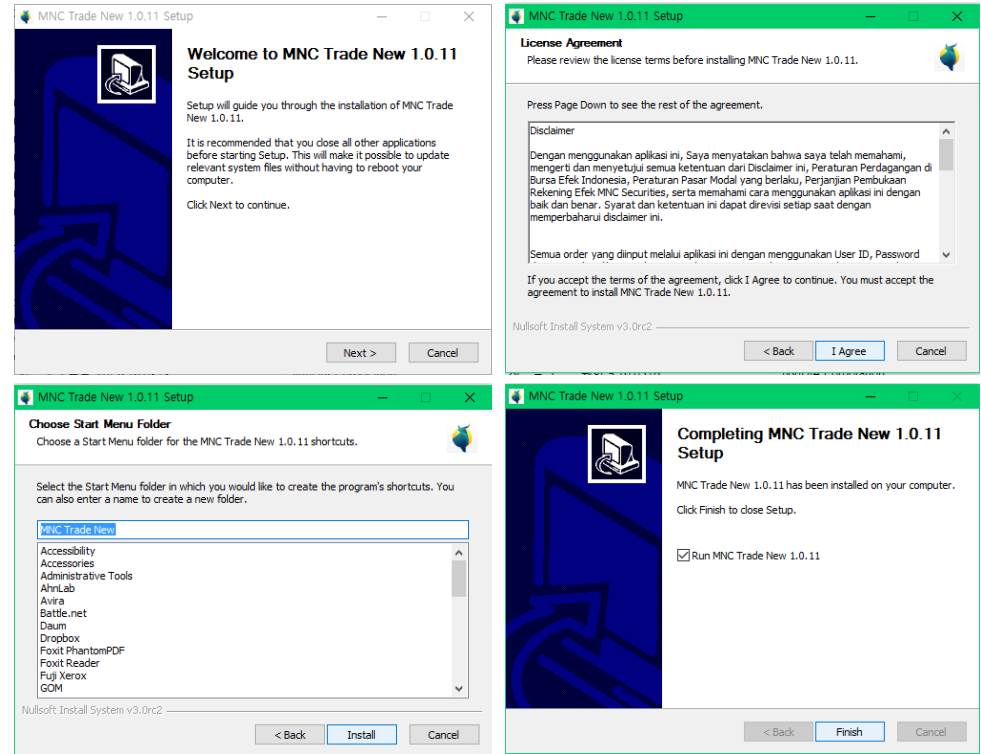 MNC Trade New 1.0.11 Setup
Welcome to MNC Trade New 1.0.11
Setup
Setup will guide you through the installation of MNC Trade
New 1.0.11.
It is recommended that you close all other applications
before starting Setup. This will make it possible to update
relevant system files without having to reboot your
computer.
Click Next to continue.
Next >
Cancel
MNC Trade New 1.0.11 Setup
License Agreement
Please review the license terms before installing MNC Trade New 1.0.11.
Press Page Down to see the rest of the agreement.
Disclaimer
Dengan menggunakan aplikasi ini, Saya menyatakan bahwa saya telah memahami,
mengerti dan menyetujui semua ketentuan dari Disclaimer ini, Peraturan Perdagangan di
Bursa Efek Indonesia, Peraturan Pasar Modal yang berlaku, Perjanjian Pembukaan
Rekening Efek MNC Securities, serta memahami cara menggunakan aplikasi ini dengan
baik dan benar. Syarat dan ketentuan ini dapat direvisi setiap saat dengan
memperbaharui disclaimer ini.
Semua order yang diinput melalui aplikasi ini dengan menggunakan User ID, Password
If you accept the terms of the agreement, click I Agree to continue. You must accept the
agreement to install MNC Trade New 1.0.11.
Nullsoft Install System v3.0rc2
< Back
I Agree
Cancel
MNC Trade New 1.0.11 Setup
Choose Start Menu Folder
Choose a Start Menu folder for the MNC Trade New 1.0.11 shortcuts.
Select the Start Menu folder in which you would like to create the program's shortcuts. You
can also enter a name to create a new folder.
MNC Trade New
Accessibility
Accessories
Administrative Tools
AhnLab
Avira
Battle.net
Daum
Dropbox
Foxit PhantomPDF
Foxit Reader
Fuji Xerox
GOM
Nullsoft Install System v3.0rc2
< Back
Install
Cancel
MNC Trade New 1.0.11 Setup
Completing MNC Trade New 1.0.11
Setup
MNC Trade New 1.0.11 has been installed on your computer.
Click Finish to close Setup.
Run MNC Trade New 1.0.11
< Back
Finish
Cancel